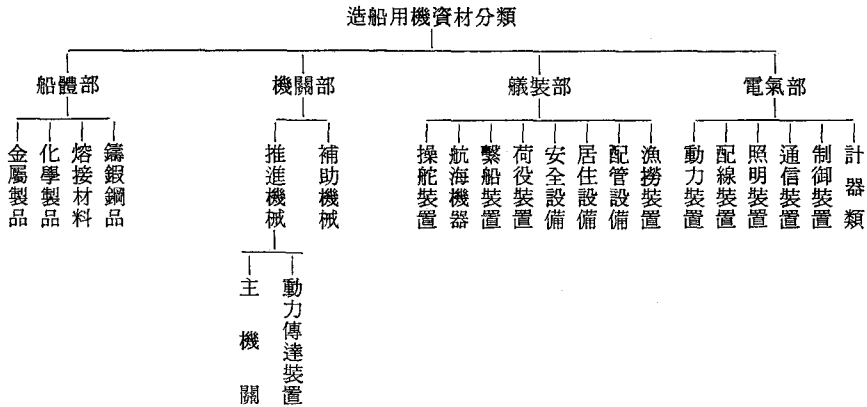 造船用機資材分類
船體部
機關部
艤裝部
電氣部
金屬製品
化學製品
熔接材料
鑄鍛鋼品
推進機械
補助機械
操舵裝置
航海機器
繫船裝置
荷役裝置
安全設備
居住設備
配管設備
漁撈裝置
動力裝置
配線裝置
照明裝置
通信裝置
制御裝置
計器類
主機關
動力傳達裝置